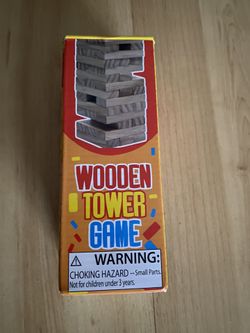 WOODEN
TOWER
GAME
⚠ WARNING:
CHOKING HAZARD -- Small Parts.
Not for children under 3 years.